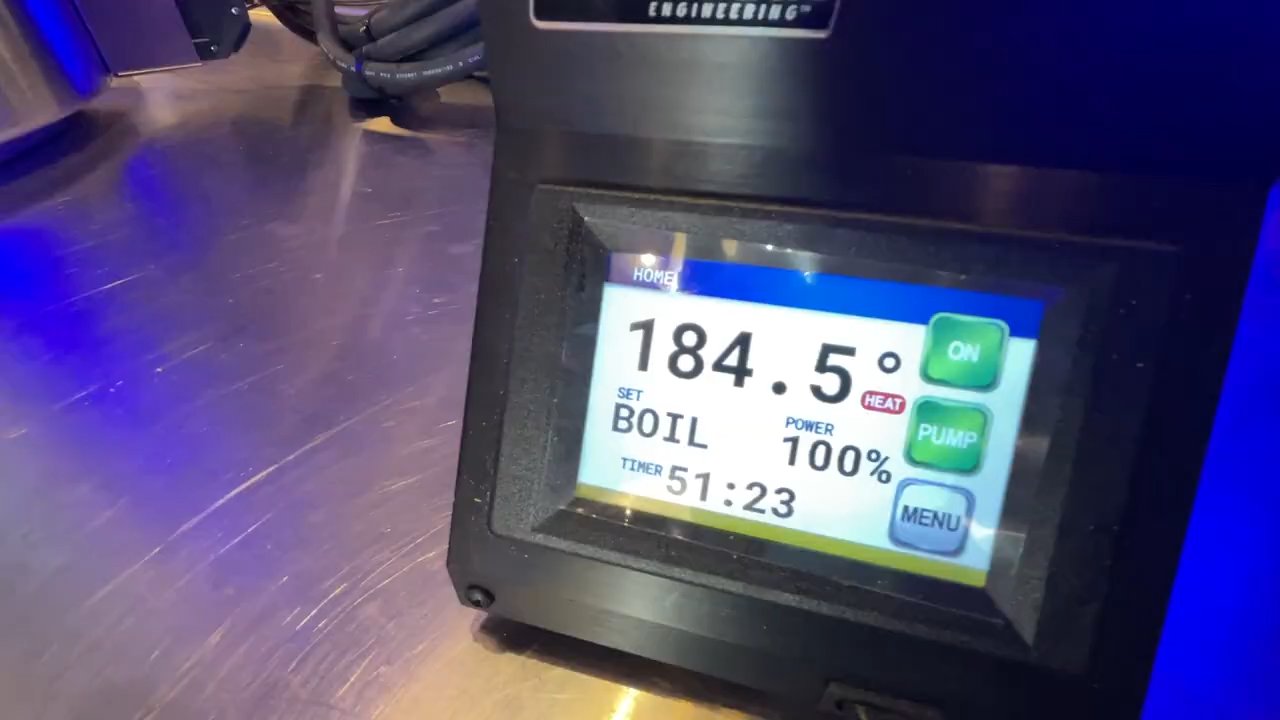 ENGINEERING™
HOME
184.5°
HEAT
ON
SET
BOIL
POWER
100%
PUMP
TIMER 51:23
MENU